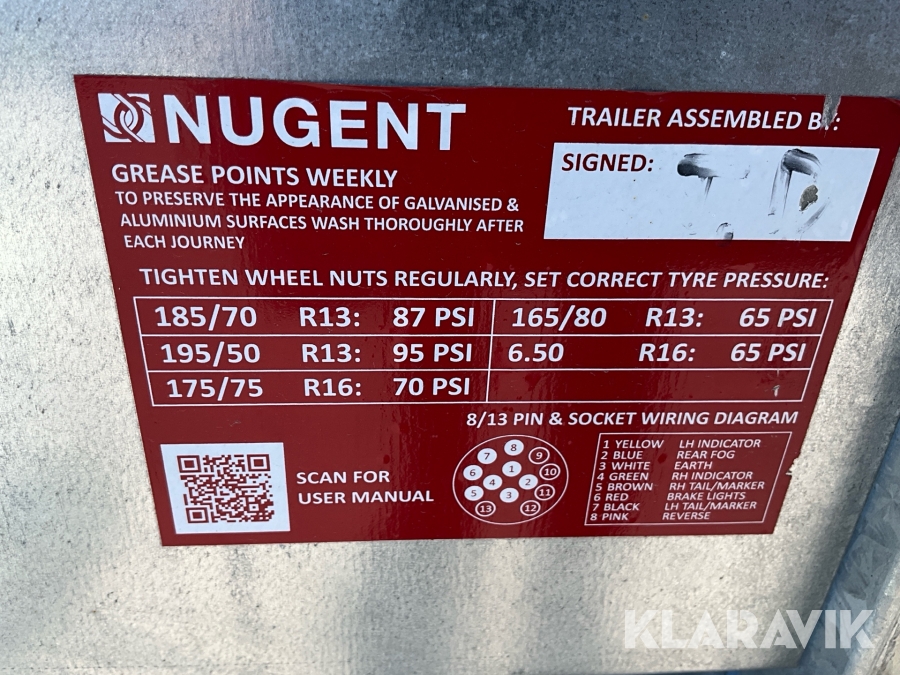 NUGENT
GREASE POINTS WEEKLY
TO PRESERVE THE APPEARANCE OF GALVANISED &
ALUMINIUM SURFACES WASH THOROUGHLY AFTER
EACH JOURNEY
TRAILER ASSEMBLED BY:
SIGNED:
TIGHTEN WHEEL NUTS REGULARLY, SET CORRECT TYRE PRESSURE:
185/70 R13: 87 PSI 165/80 R13: 65 PSI
195/50 R13: 95 PSI 6.50 R16: 65 PSI
175/75 R16: 70 PSI
8/13 PIN & SOCKET WIRING DIAGRAM
SCAN FOR
USER MANUAL
8
7 9
6 1 10
4 2
5 3 11
13 12
1 YELLOW LH INDICATOR
2 BLUE REAR FOG
3 WHITE EARTH
4 GREEN RH INDICATOR
5 BROWN RH TAIL/MARKER
6 RED BRAKE LIGHTS
7 BLACK LH TAIL/MARKER
8 PINK REVERSE
KLARAVIK